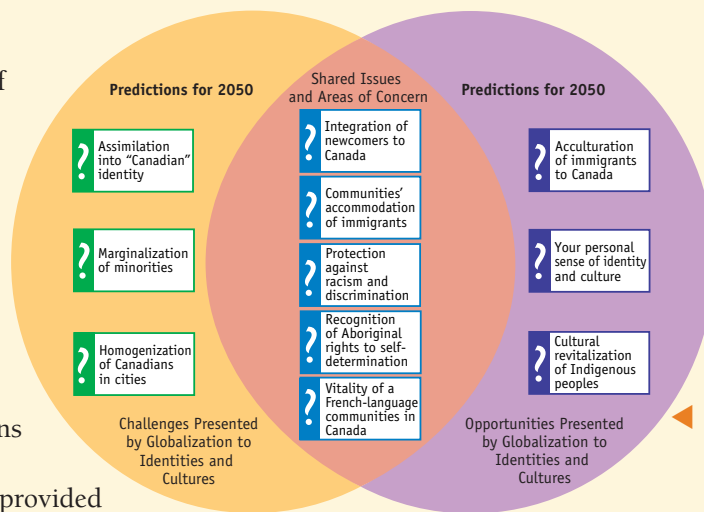 f
ns
provided
Predictions for 2050
?
Assimilation
into “Canadian”
identity
?
Marginalization
of minorities
?
Homogenization
of Canadians
in cities
Challenges Presented
by Globalization to
Identities and
Cultures
Shared Issues
and Areas of Concern
?
Integration of
newcomers to
Canada
?
Communities’
accommodation
of immigrants
?
Protection
against
racism and
discrimination
?
Recognition
of Aboriginal
rights to self-
determination
?
Vitality of a
French-language
communities in
Canada
Predictions for 2050
?
Acculturation
of immigrants
to Canada
?
Your personal
sense of identity
and culture
?
Cultural
revitalization
of Indigenous
peoples
Opportunities Presented
by Globalization to
Identities and
Cultures